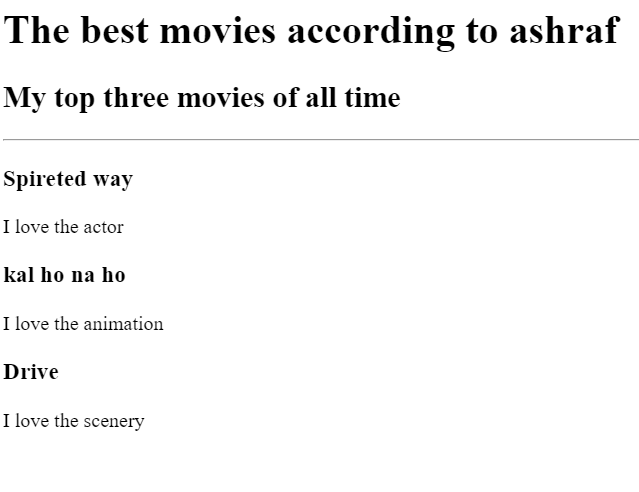 The best movies according to ashraf
My top three movies of all time
Spireted way
I love the actor
kal ho na ho
I love the animation
Drive
I love the scenery